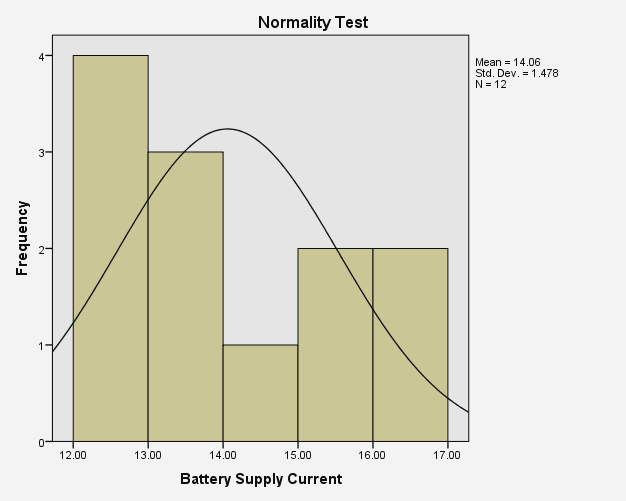 Normality Test
Mean = 14.06
Std. Dev. = 1.478
N = 12
4
3
2
1
0
Frequency
12.00 13.00 14.00 15.00 16.00 17.00
Battery Supply Current